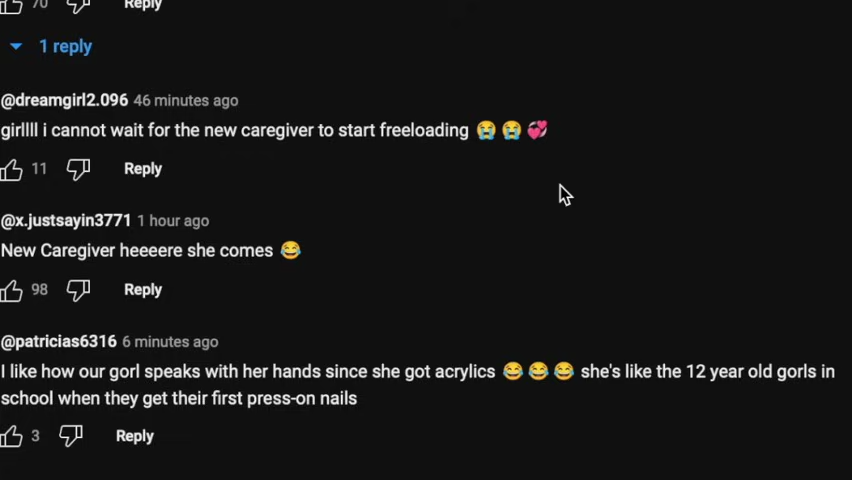 70 Reply
1 reply
@dreamgirl2.096 46 minutes ago
girllll i cannot wait for the new caregiver to start freeloading 😭 😭 💞
11 Reply
@x.justsayin3771 1 hour ago
New Caregiver heeeere she comes 😂
98 Reply
@patricias6316 6 minutes ago
I like how our gorl speaks with her hands since she got acrylics 😂 😂 😂 she's like the 12 year old gorls in
school when they get their first press-on nails
3 Reply